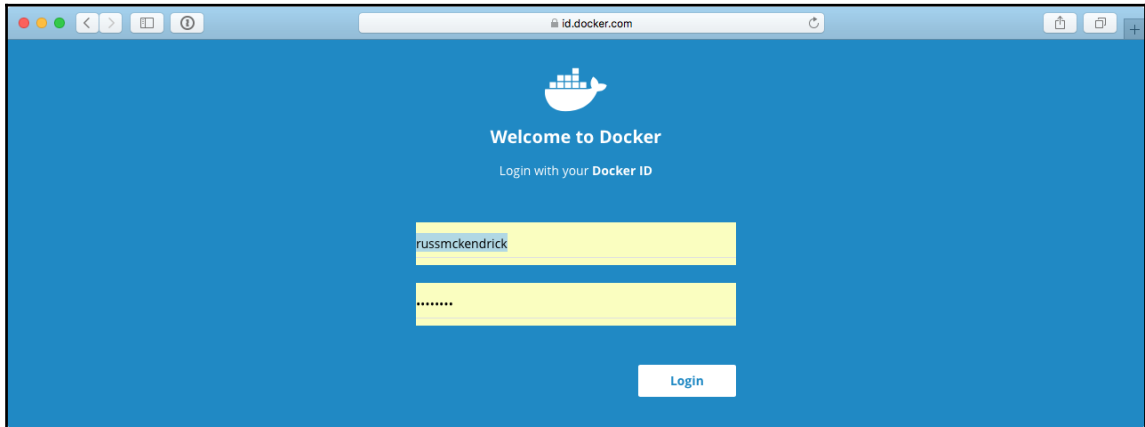 id.docker.com
Welcome to Docker
Login with your Docker ID
russmckendrick
••••••••
Login